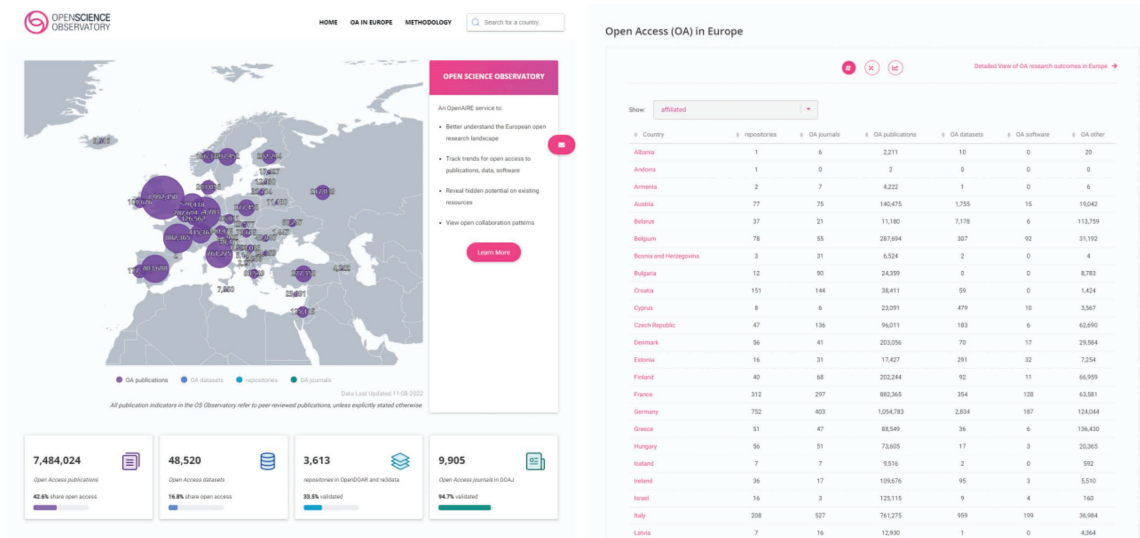 OPENSCIENCE
OBSERVATORY
HOME OA IN EUROPE METHODOLOGY
Search for a country...
OPEN SCIENCE OBSERVATORY
An OpenAIRE service to:
Better understand the European open
research landscape
Track trends for open access to
publications, data, software
Reveal hidden potential on existing
resources
View open collaboration patterns
Learn More
OA publications OA datasets repositories OA journals
Data Last Updated 11-08-2022
All publication indicators in the OS Observatory refer to peer-reviewed publications, unless explicitly stated otherwise.
7,484,024
Open Access publications
42.6% share open access
48,520
Open Access datasets
16.8% share open access
3,613
repositories in OpenDOAR and re3data
33.5% validated
9,905
Open Access journals in DOAJ
94.7% validated
Open Access (OA) in Europe
Detailed View of OA research outcomes in Europe
Show: affiliated
Country repositories OA journals OA publications OA datasets OA software OA other
Albania 1 6 2,211 10 0 20
Andorra 1 0 2 0 0 0
Armenia 2 7 4,222 1 0 6
Austria 77 75 140,475 1,755 15 19,042
Belarus 37 21 11,180 7,178 6 113,759
Belgium 78 55 287,694 307 92 31,192
Bosnia and Herzegovina 3 31 6,524 2 0 4
Bulgaria 12 90 24,359 0 0 8,783
Croatia 151 144 38,411 59 0 1,424
Cyprus 8 6 23,091 479 10 3,567
Czech Republic 47 136 96,011 183 6 62,690
Denmark 56 41 203,056 70 17 29,584
Estonia 16 31 17,427 291 32 7,254
Finland 40 68 202,244 92 11 66,959
France 312 297 882,365 354 128 63,581
Germany 752 403 1,054,783 2,834 187 124,044
Greece 51 47 88,549 36 6 136,430
Hungary 56 51 73,605 17 3 20,365
Iceland 7 7 9,516 2 0 592
Ireland 36 17 109,676 95 3 5,510
Israel 16 3 125,115 9 4 160
Italy 208 527 761,275 959 199 36,984
Latvia 7 16 12,930 1 0 4,364